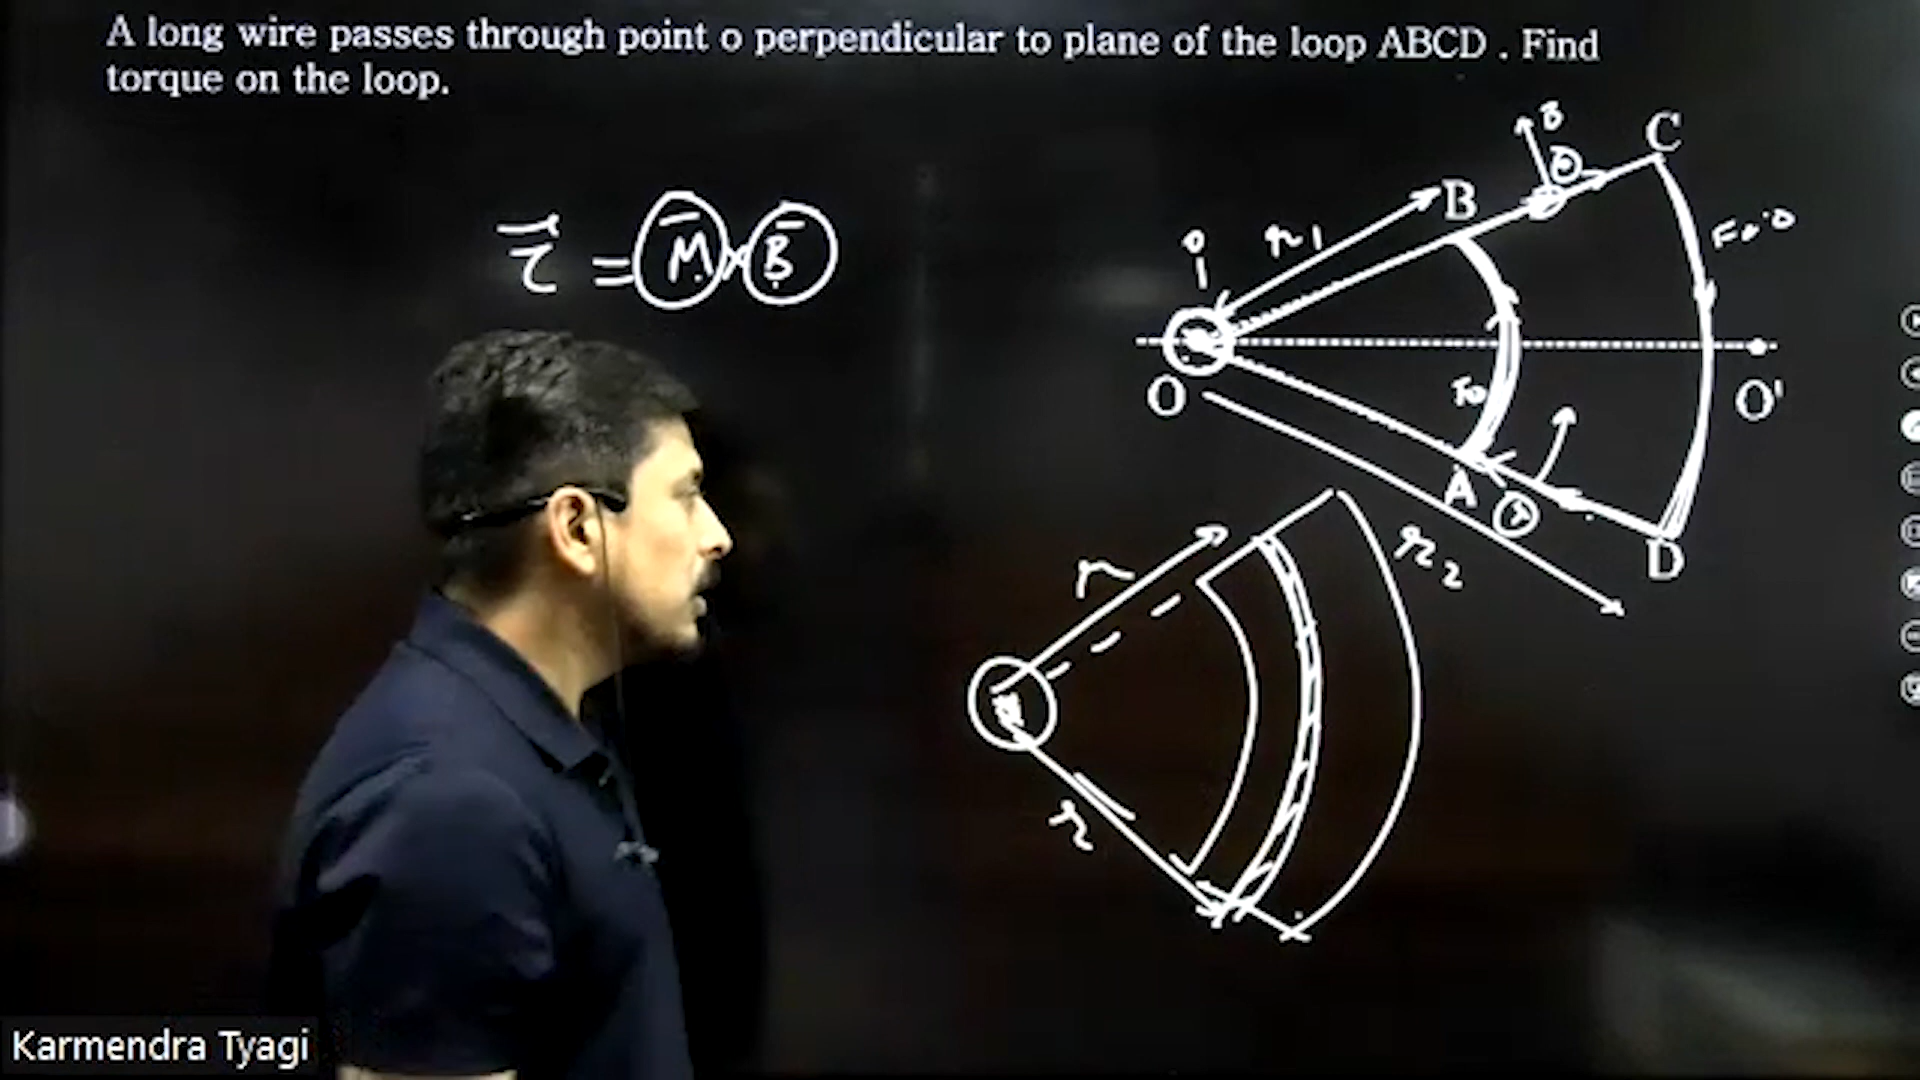 A long wire passes through point o perpendicular to plane of the loop ABCD . Find
torque on the loop.
τ = M × B
B
C
B
r₁
F=0
O
O'
A
D
r₂
r
r
Karmendra Tyagi